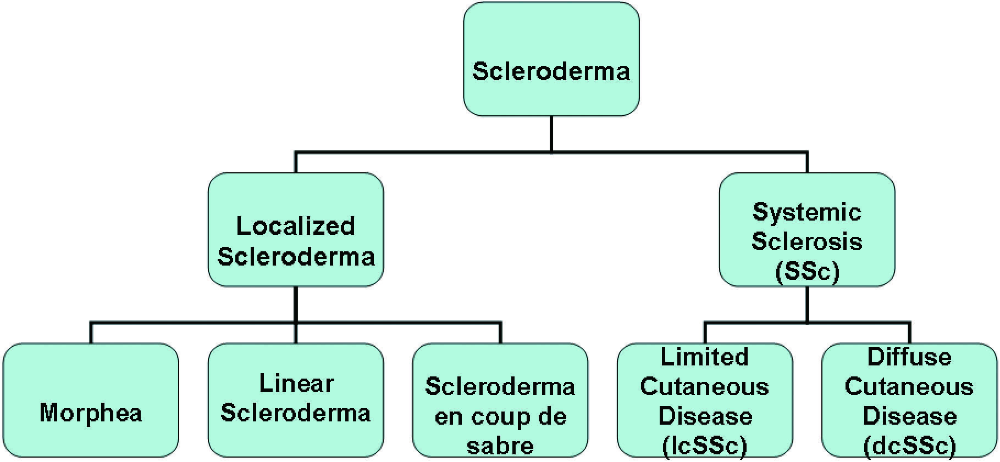 Scleroderma
Localized
Scleroderma
Systemic
Sclerosis
(SSc)
Morphea
Linear
Scleroderma
Scleroderma
en coup de
sabre
Limited
Cutaneous
Disease
(lcSSc)
Diffuse
Cutaneous
Disease
(dcSSc)